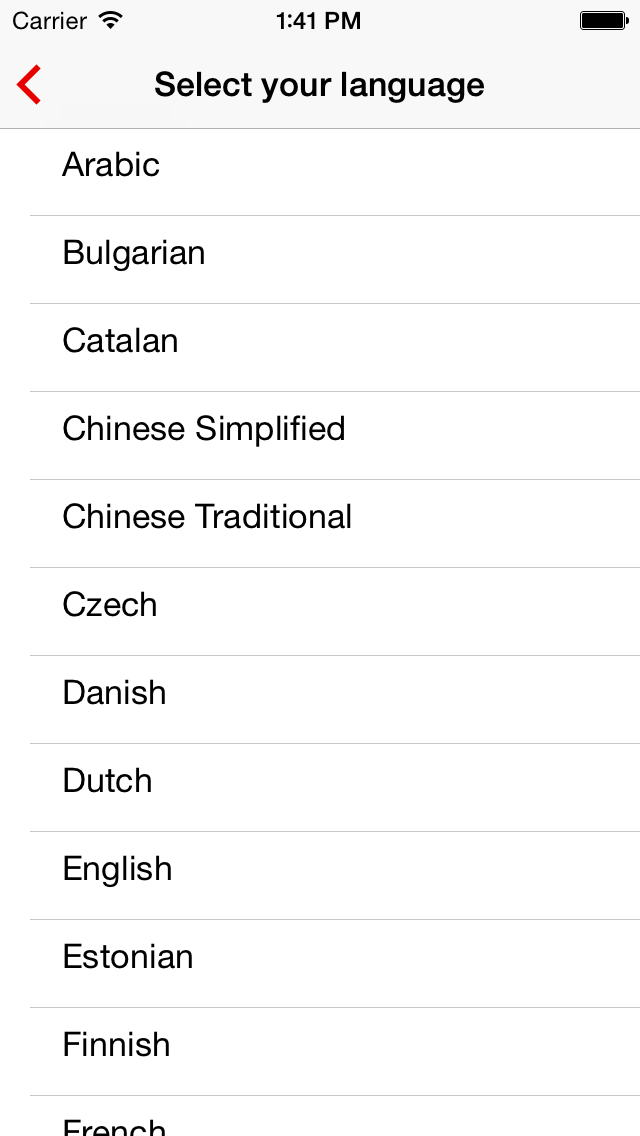 Carrier 1:41 PM
Select your language
Arabic
Bulgarian
Catalan
Chinese Simplified
Chinese Traditional
Czech
Danish
Dutch
English
Estonian
Finnish
French